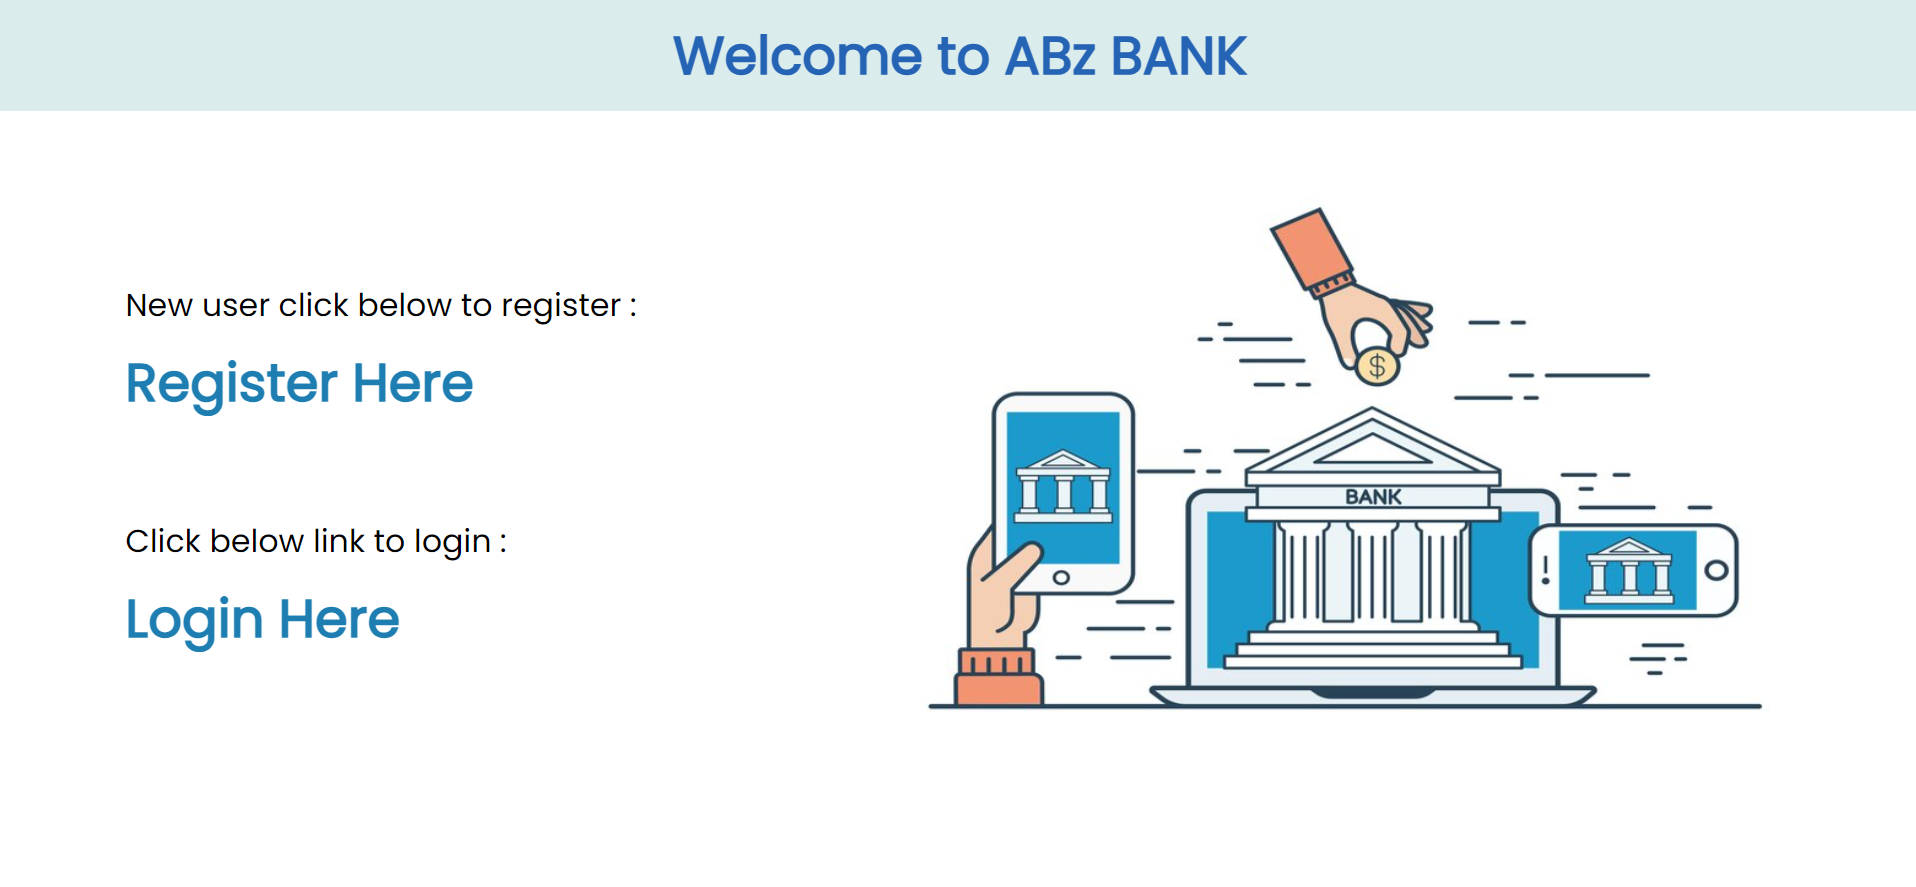 Welcome to ABz BANK
New user click below to register :
Register Here
Click below link to login :
Login Here
$
BANK